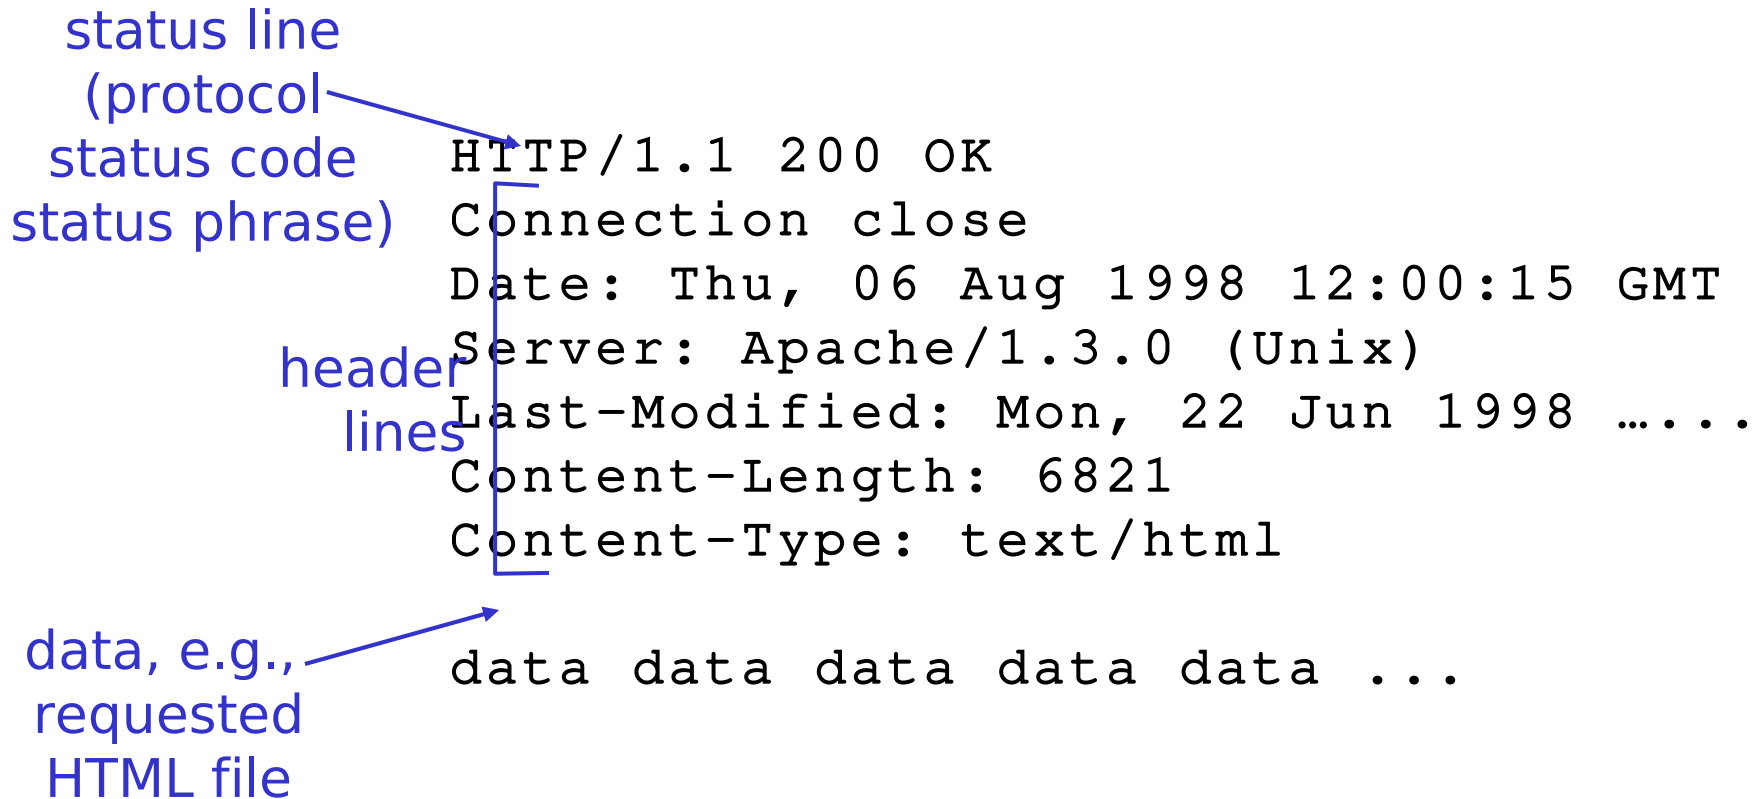 status line
(protocol
status code
status phrase)
HTTP/1.1 200 OK
Connection close
Date: Thu, 06 Aug 1998 12:00:15 GMT
Server: Apache/1.3.0 (Unix)
Last-Modified: Mon, 22 Jun 1998 …...
Content-Length: 6821
Content-Type: text/html
header
lines
data, e.g.,
requested
HTML file
data data data data data ...